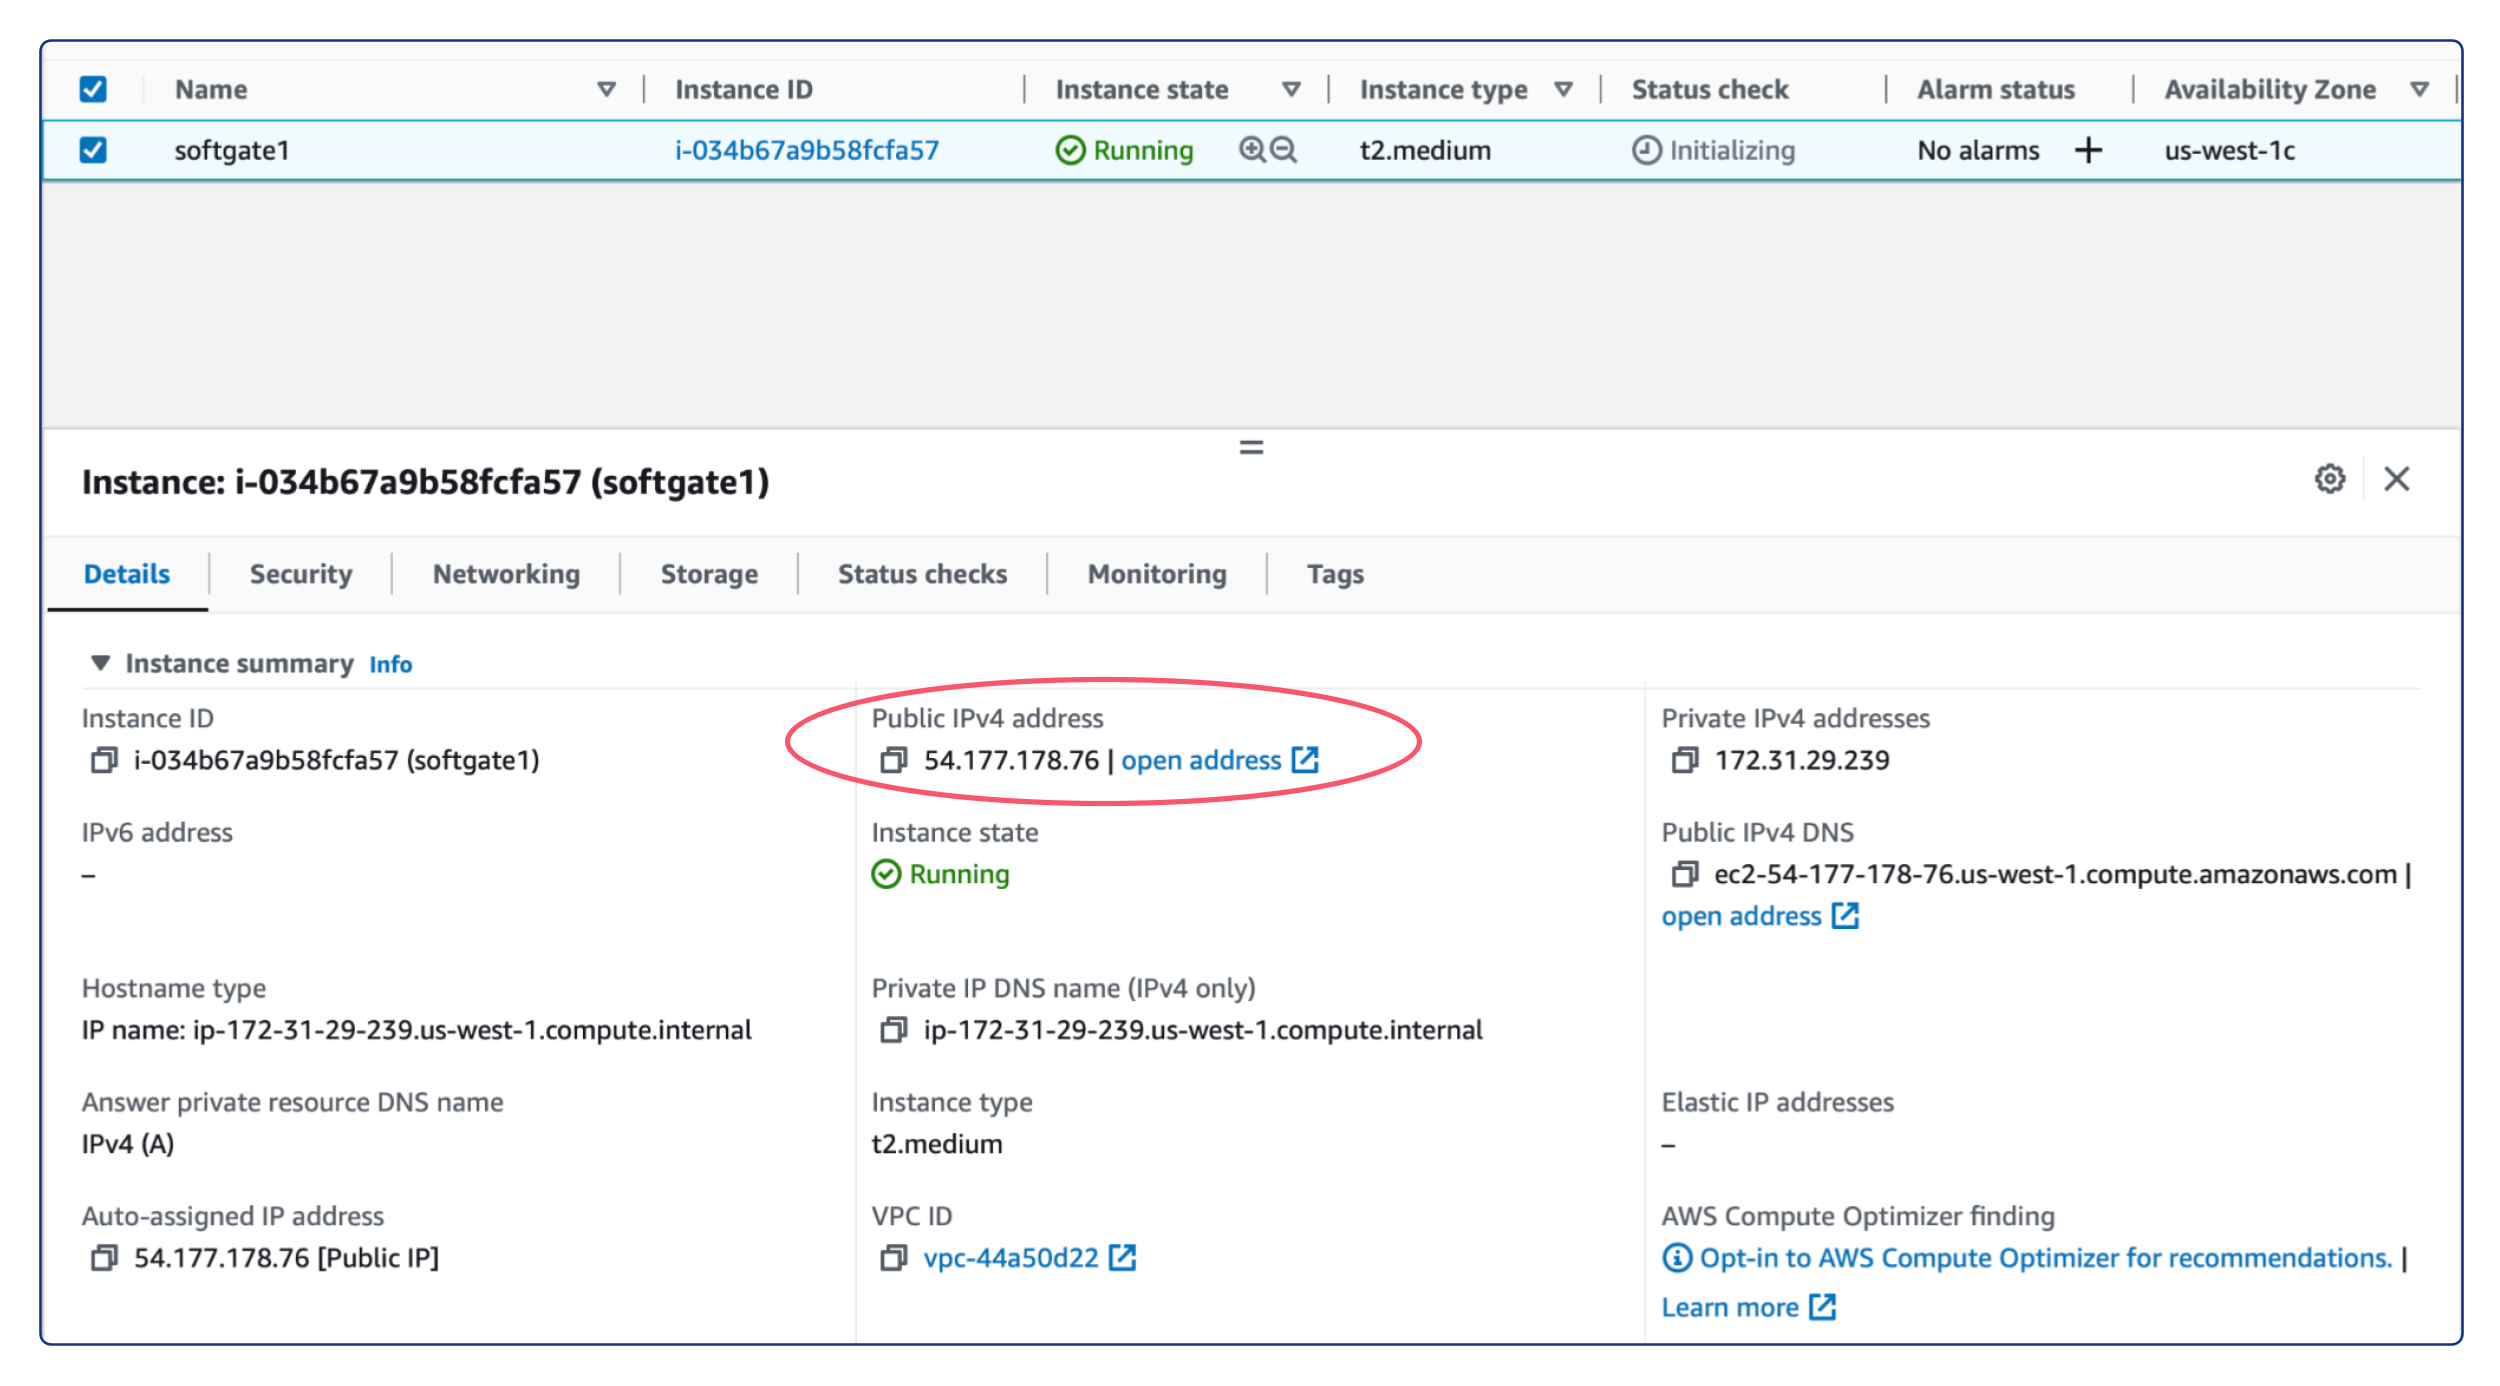 Name Instance ID Instance state Instance type Status check Alarm status Availability Zone
softgate1 i-034b67a9b58fcfa57 Running t2.medium Initializing No alarms + us-west-1c
Instance: i-034b67a9b58fcfa57 (softgate1)
Details Security Networking Storage Status checks Monitoring Tags
Instance summary Info
Instance ID
i-034b67a9b58fcfa57 (softgate1)
Public IPv4 address
54.177.178.76 | open address
Private IPv4 addresses
172.31.29.239
IPv6 address
–
Instance state
Running
Public IPv4 DNS
ec2-54-177-178-76.us-west-1.compute.amazonaws.com |
open address
Hostname type
IP name: ip-172-31-29-239.us-west-1.compute.internal
Private IP DNS name (IPv4 only)
ip-172-31-29-239.us-west-1.compute.internal
Answer private resource DNS name
IPv4 (A)
Instance type
t2.medium
Elastic IP addresses
–
Auto-assigned IP address
54.177.178.76 [Public IP]
VPC ID
vpc-44a50d22
AWS Compute Optimizer finding
Opt-in to AWS Compute Optimizer for recommendations. |
Learn more